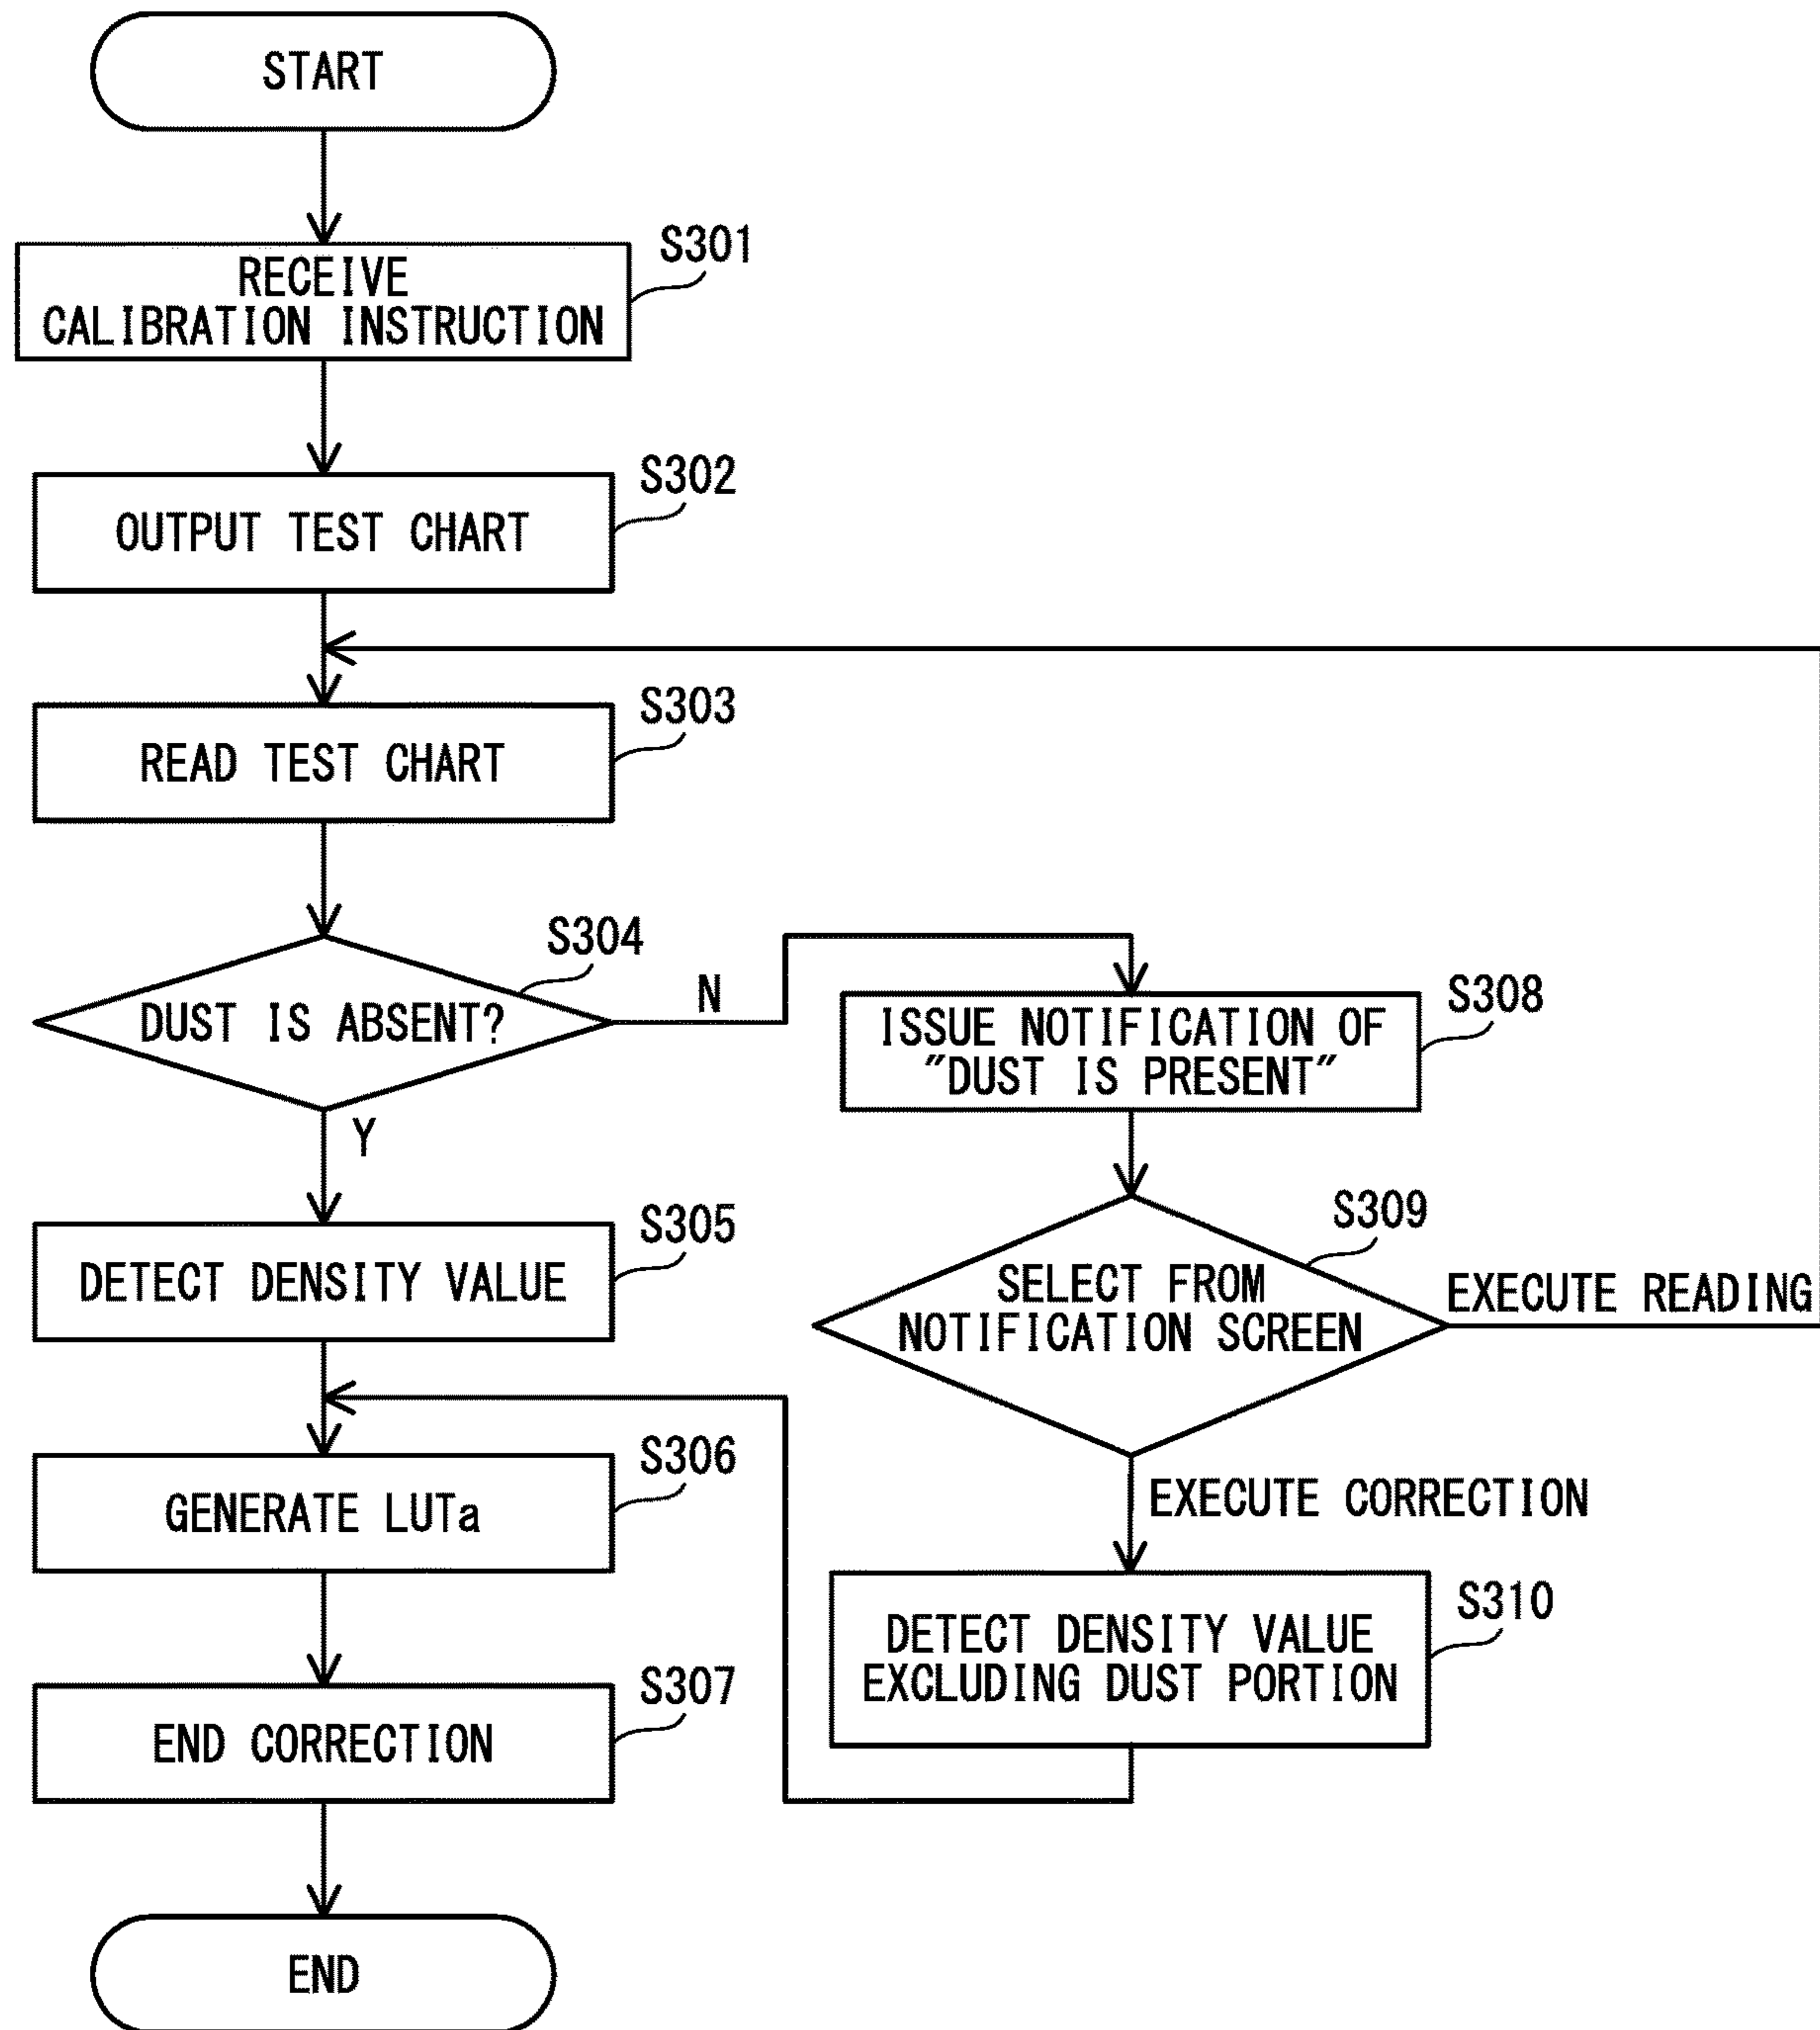 START
S301
RECEIVE
CALIBRATION INSTRUCTION
S302
OUTPUT TEST CHART
S303
READ TEST CHART
S304
DUST IS ABSENT?
N
Y
S308
ISSUE NOTIFICATION OF
"DUST IS PRESENT"
S305
DETECT DENSITY VALUE
S309
SELECT FROM
NOTIFICATION SCREEN
EXECUTE READING
EXECUTE CORRECTION
S306
GENERATE LUTa
S310
DETECT DENSITY VALUE
EXCLUDING DUST PORTION
S307
END CORRECTION
END